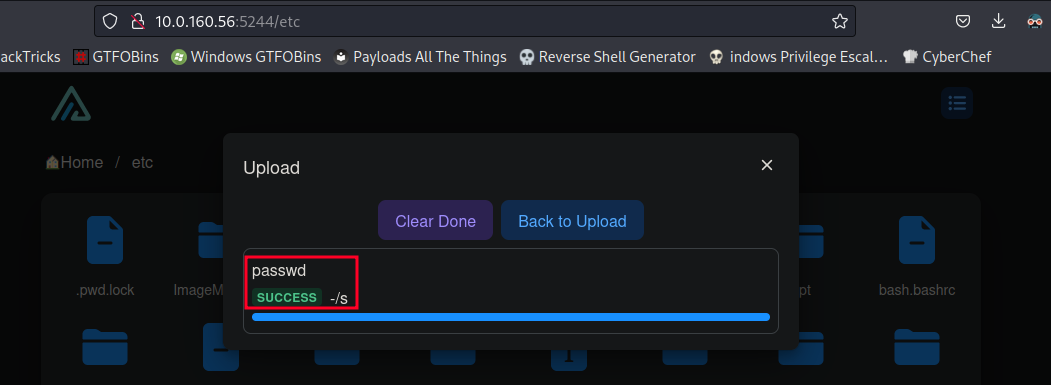 10.0.160.56:5244/etc
ackTricks GTFOBins Windows GTFOBins Payloads All The Things Reverse Shell Generator indows Privilege Escal… CyberChef
Home / etc
Upload
Clear Done Back to Upload
passwd
SUCCESS -/s
.pwd.lock ImageM pt bash.bashrc